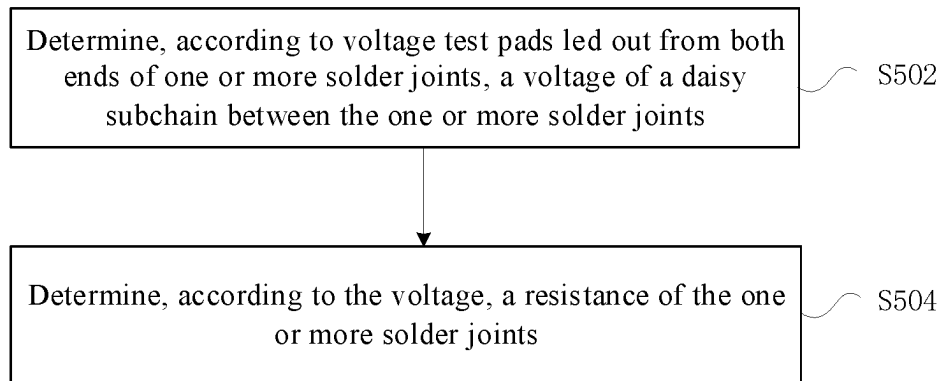 Determine, according to voltage test pads led out from both
ends of one or more solder joints, a voltage of a daisy
subchain between the one or more solder joints
S502
Determine, according to the voltage, a resistance of the one
or more solder joints
S504